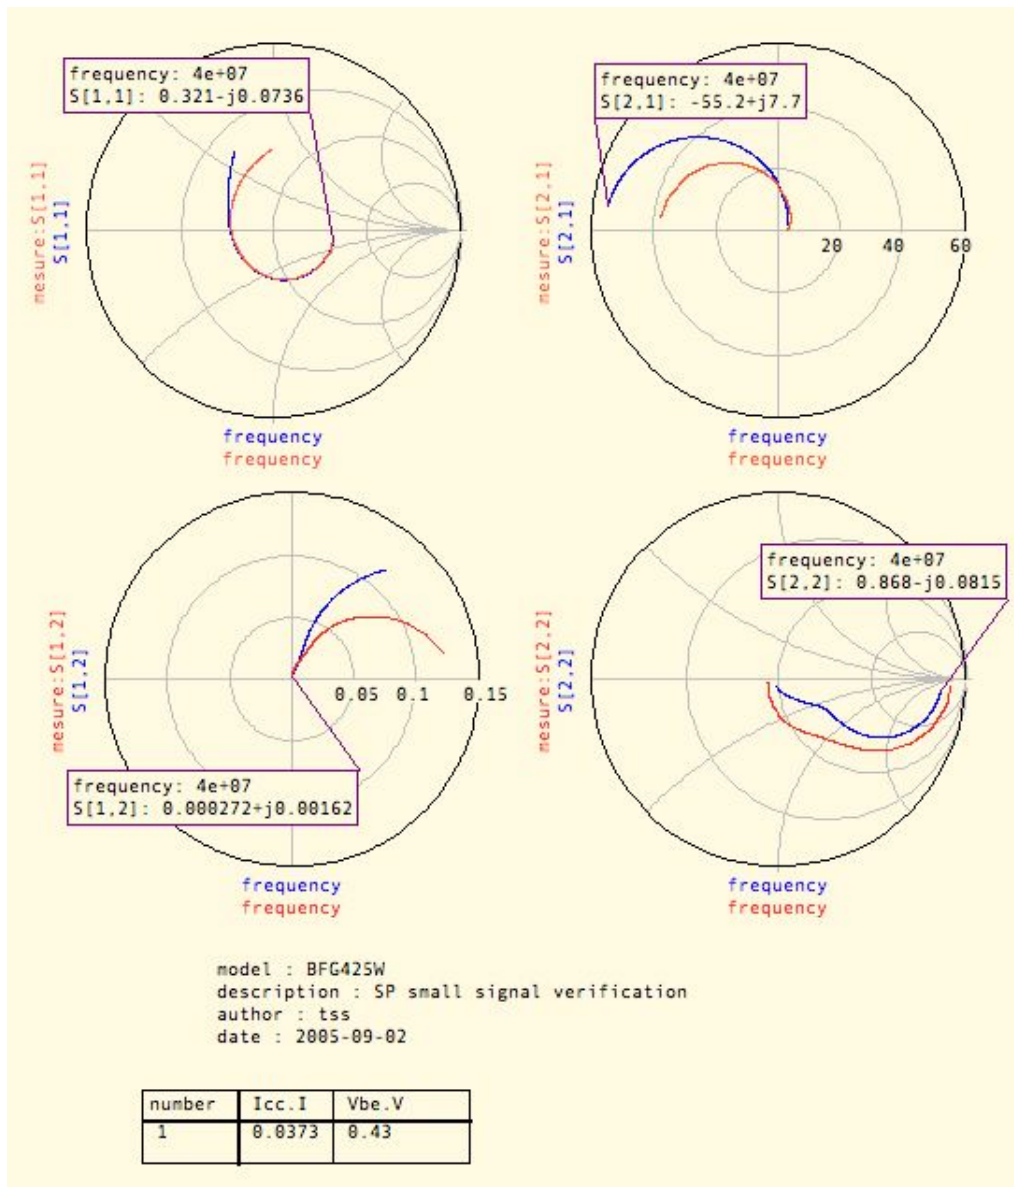 frequency: 4e+07
S[1,1]: 0.321-j0.0736
mesure:S[1,1]
S[1,1]
frequency
frequency
frequency: 4e+07
S[2,1]: -55.2+j7.7
mesure:S[2,1]
S[2,1]
20 40 60
frequency
frequency
mesure:S[1,2]
S[1,2]
0.05 0.1 0.15
frequency: 4e+07
S[1,2]: 0.000272+j0.00162
frequency
frequency
frequency: 4e+07
S[2,2]: 0.868-j0.0815
mesure:S[2,2]
S[2,2]
frequency
frequency
model : BFG425W
description : SP small signal verification
author : tss
date : 2005-09-02
number Icc.I Vbe.V
1 0.0373 0.43